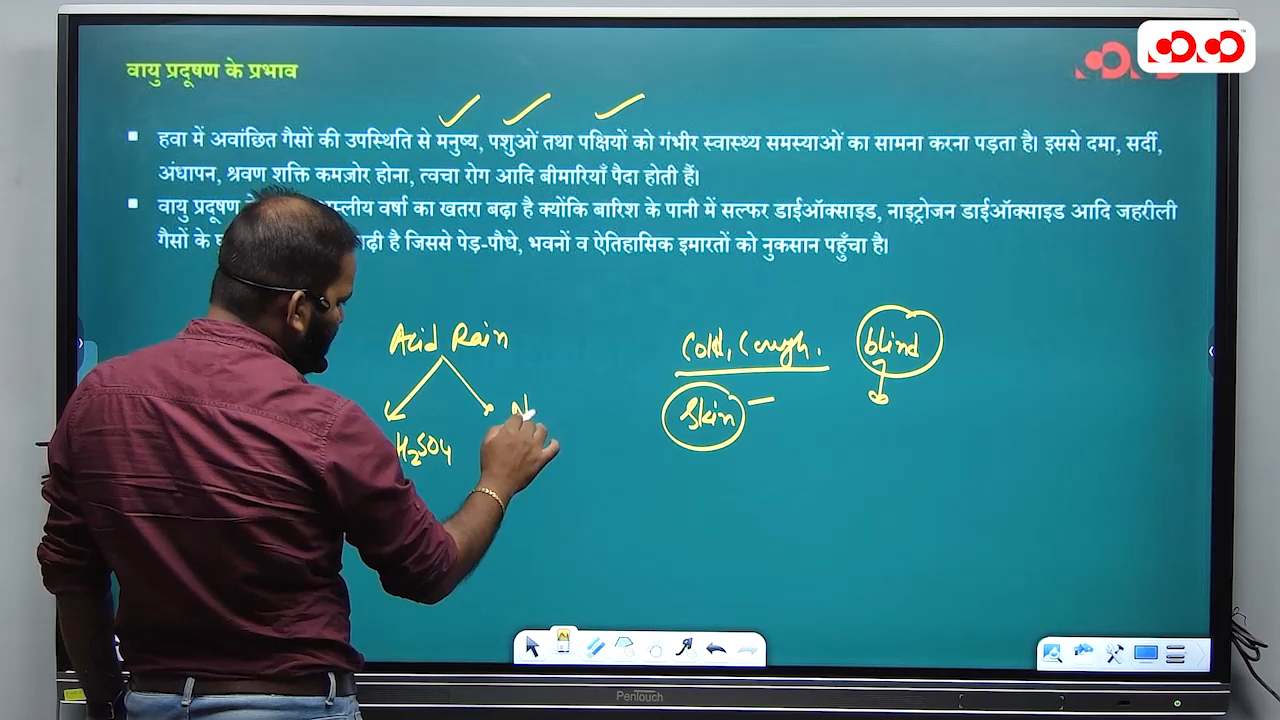 वायु प्रदूषण के प्रभाव
हवा में अवांछित गैसों की उपस्थिति से मनुष्य, पशुओं तथा पक्षियों को गंभीर स्वास्थ्य समस्याओं का सामना करना पड़ता है। इससे दमा, सर्दी,
अंधापन, श्रवण शक्ति कमज़ोर होना, त्वचा रोग आदि बीमारियाँ पैदा होती हैं।
वायु प्रदूषण वर्षा का खतरा बढ़ा है क्योंकि बारिश के पानी में सल्फर डाईऑक्साइड, नाइट्रोजन डाईऑक्साइड आदि जहरीली
गैसों के है जिससे पेड़-पौधे, भवनों व ऐतिहासिक इमारतों को नुकसान पहुँचा है।
Acid Rain
H2SO4 N
Cold, Cough.
blind
Skin
PenTouch